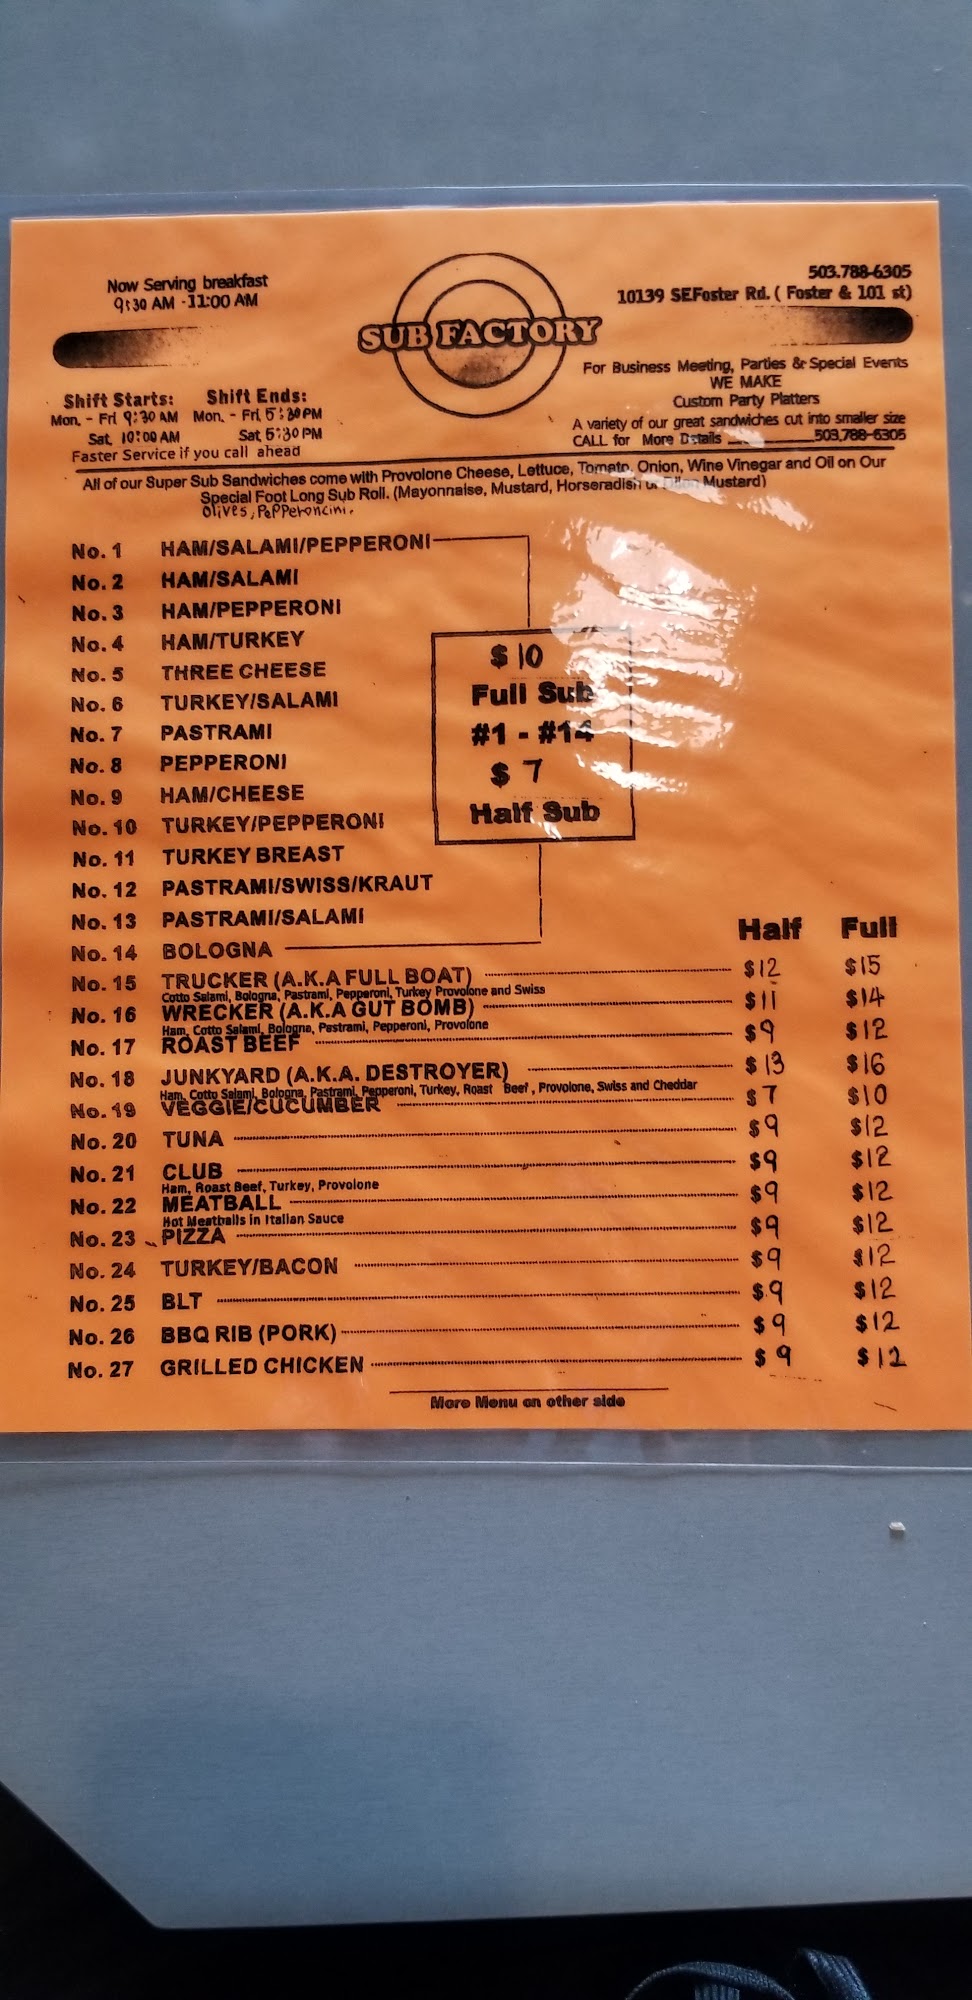 Now Serving breakfast
9:30 AM - 11:00 AM
SUB FACTORY
503.788-6305
10139 SE Foster Rd. ( Foster & 101 st)
For Business Meeting, Parties & Special Events
WE MAKE
Custom Party Platters
A variety of our great sandwiches cut into smaller size
CALL for More Details 503.788-6305
Shift Starts: Shift Ends:
Mon. - Fri 9:30 AM Mon. - Fri. 5:30 PM
Sat. 10:00 AM Sat 5:30 PM
Faster Service if you call ahead
All of our Super Sub Sandwiches come with Provolone Cheese, Lettuce, Tomato, Onion, Wine Vinegar and Oil on Our
Special Foot Long Sub Roll. (Mayonnaise, Mustard, Horseradish or Mustard)
Olives, Pepperoncini.
No. 1 HAM/SALAMI/PEPPERONI
No. 2 HAM/SALAMI
No. 3 HAM/PEPPERONI
No. 4 HAM/TURKEY
No. 5 THREE CHEESE
No. 6 TURKEY/SALAMI
No. 7 PASTRAMI
No. 8 PEPPERONI
No. 9 HAM/CHEESE
No. 10 TURKEY/PEPPERONI
No. 11 TURKEY BREAST
No. 12 PASTRAMI/SWISS/KRAUT
No. 13 PASTRAMI/SALAMI
No. 14 BOLOGNA
$ 10
Full Sub
#1 - #14
$ 7
Half Sub
Half Full
No. 15 TRUCKER (A.K.A FULL BOAT) $12 $15
Cotto Salami, Bologna, Pastrami, Pepperoni, Turkey Provolone and Swiss
No. 16 WRECKER (A.K.A GUT BOMB) $11 $14
Ham, Cotto Salami, Bologna, Pastrami, Pepperoni, Provolone
No. 17 ROAST BEEF $9 $12
No. 18 JUNKYARD (A.K.A. DESTROYER) $13 $16
Ham, Cotto Salami, Bologna, Pastrami, Pepperoni, Turkey, Roast Beef, Provolone, Swiss and Cheddar
No. 19 VEGGIE/CUCUMBER $7 $10
No. 20 TUNA $9 $12
No. 21 CLUB $9 $12
Ham, Roast Beef, Turkey, Provolone
No. 22 MEATBALL $9 $12
Hot Meatballs in Italian Sauce
No. 23 PIZZA $9 $12
No. 24 TURKEY/BACON $9 $12
No. 25 BLT $9 $12
No. 26 BBQ RIB (PORK) $9 $12
No. 27 GRILLED CHICKEN $9 $12
More Menu on other side